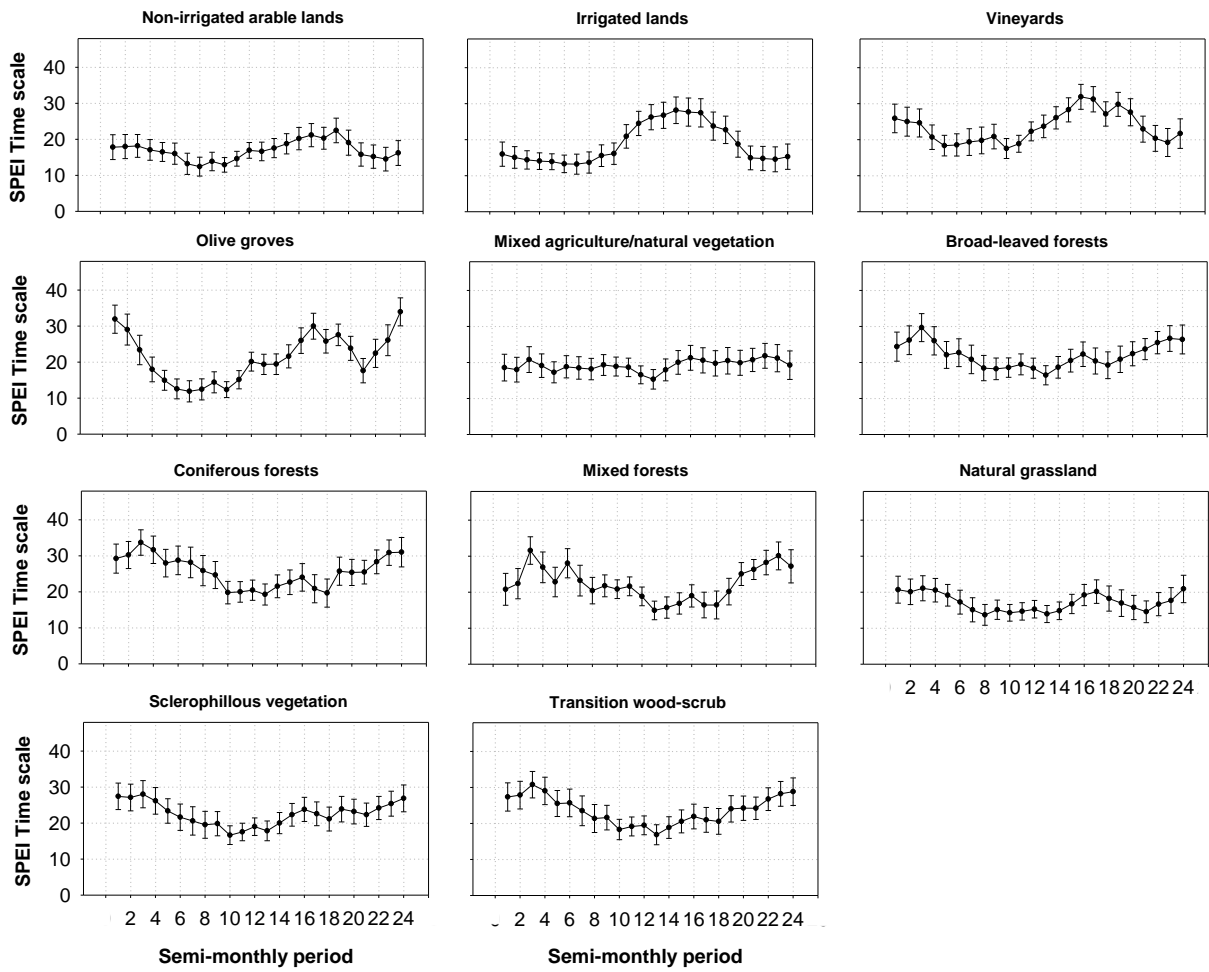 Non-irrigated arable lands
Irrigated lands
Vineyards
SPEI Time scale
40
30
20
10
0
Olive groves
Mixed agriculture/natural vegetation
Broad-leaved forests
SPEI Time scale
40
30
20
10
0
Coniferous forests
Mixed forests
Natural grassland
SPEI Time scale
40
30
20
10
0
2 4 6 8 10 12 14 16 18 20 22 24
Sclerophillous vegetation
Transition wood-scrub
SPEI Time scale
40
30
20
10
0
2 4 6 8 10 12 14 16 18 20 22 24
2 4 6 8 10 12 14 16 18 20 22 24
Semi-monthly period
Semi-monthly period